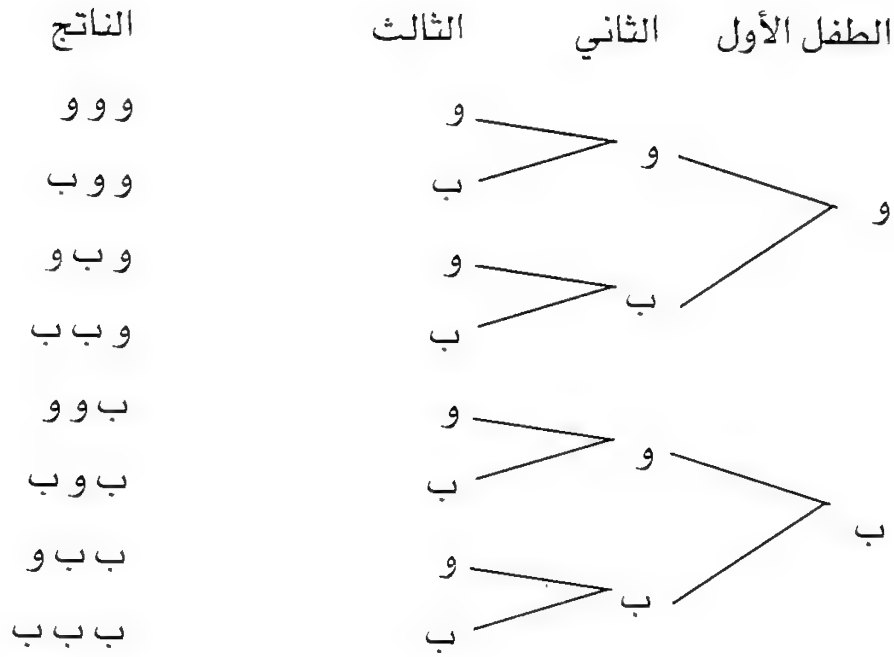 الطفل الأول الثاني الثالث الناتج
و و و و و و
ب و و ب
و و ب و
ب ب و ب ب
و ب و و
ب و ب و ب
ب و ب ب و
ب ب ب ب ب